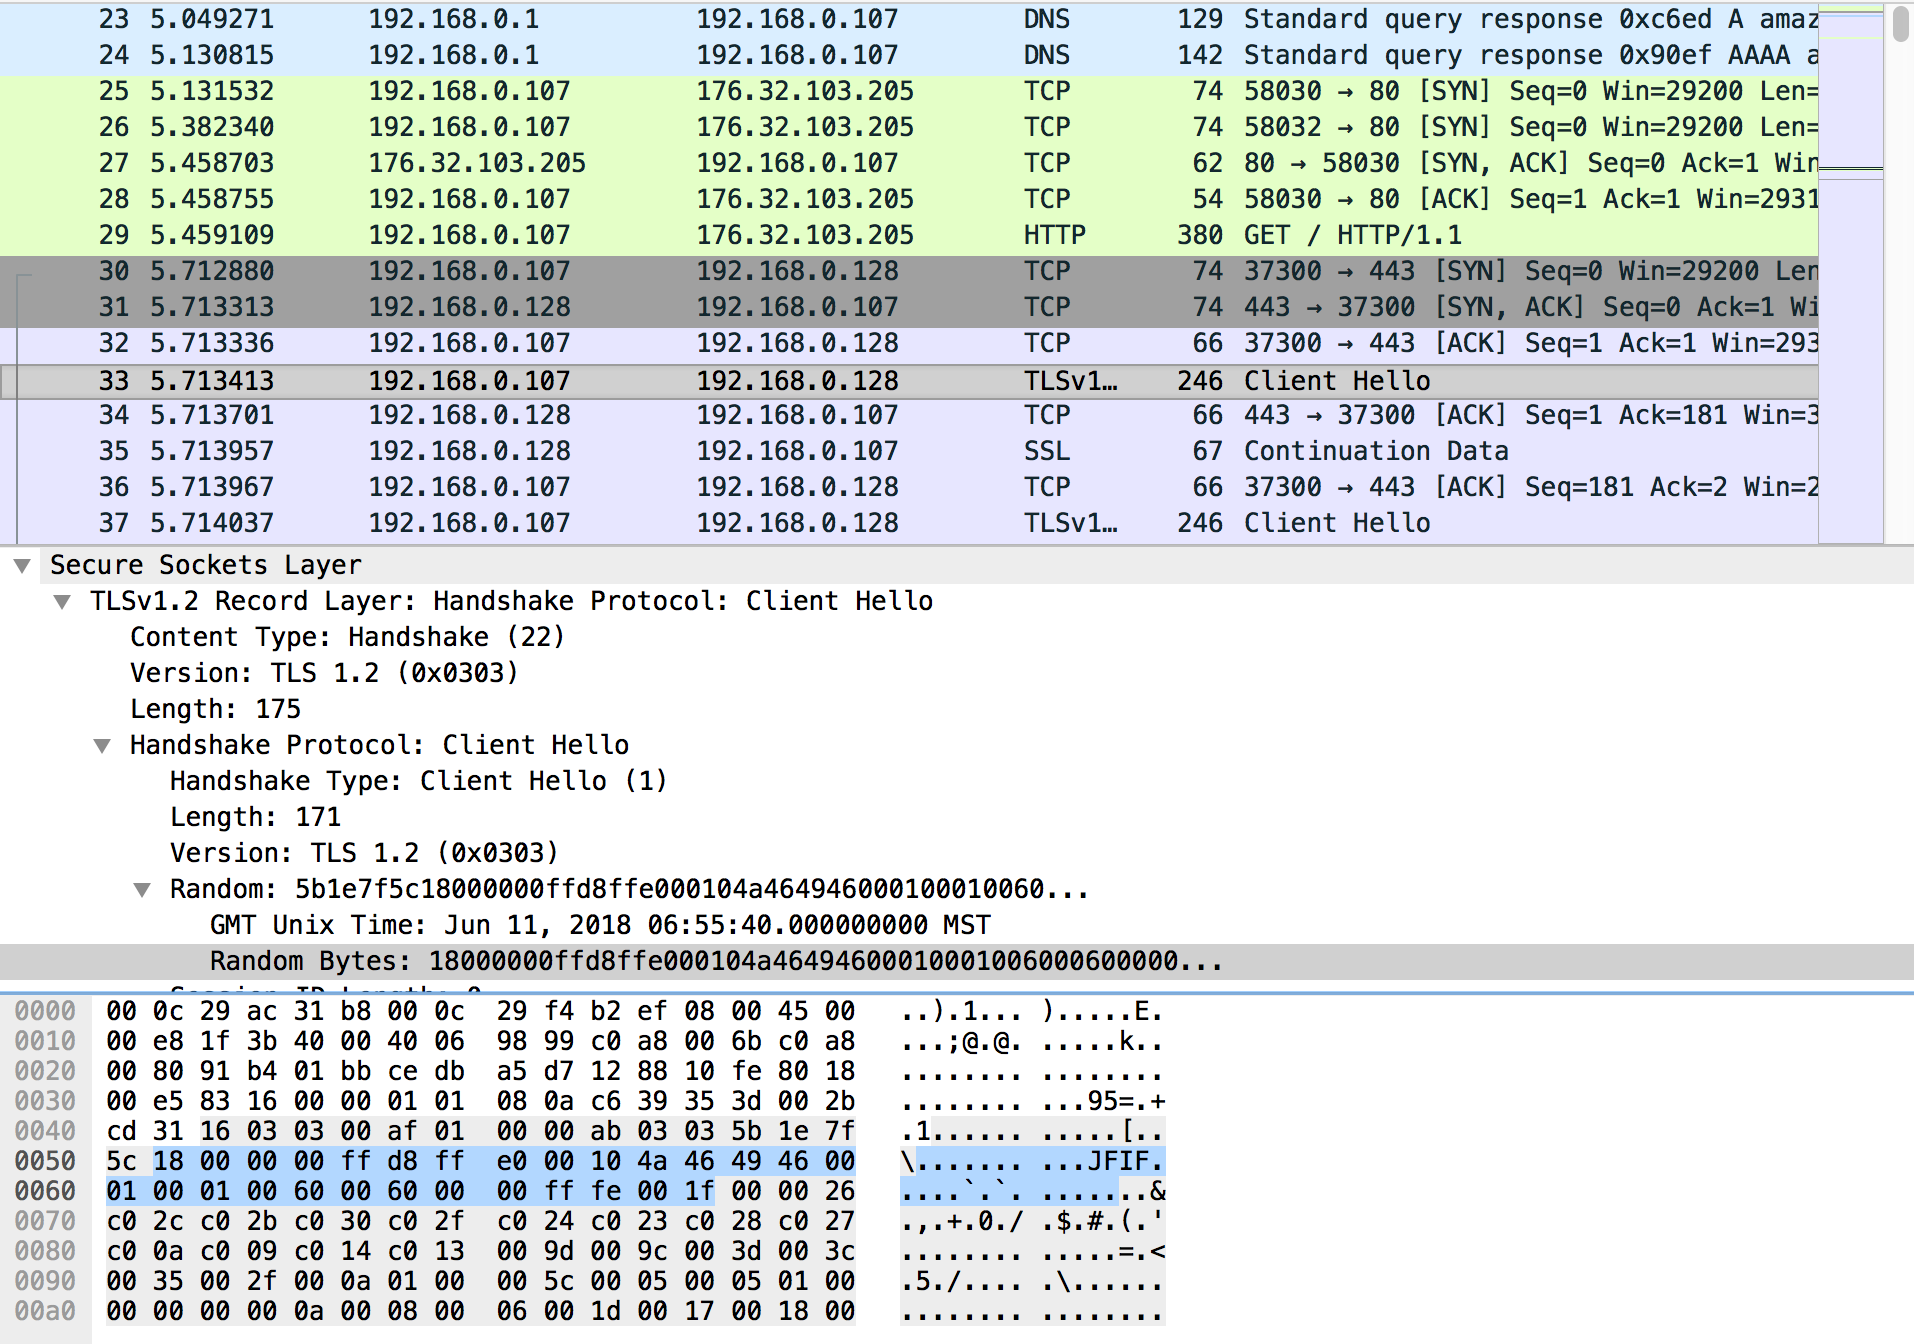 23 5.049271 192.168.0.1 192.168.0.107 DNS 129 Standard query response 0xc6ed A amaz
24 5.130815 192.168.0.1 192.168.0.107 DNS 142 Standard query response 0x90ef AAAA a
25 5.131532 192.168.0.107 176.32.103.205 TCP 74 58030 → 80 [SYN] Seq=0 Win=29200 Len=
26 5.382340 192.168.0.107 176.32.103.205 TCP 74 58032 → 80 [SYN] Seq=0 Win=29200 Len=
27 5.458703 176.32.103.205 192.168.0.107 TCP 62 80 → 58030 [SYN, ACK] Seq=0 Ack=1 Win
28 5.458755 192.168.0.107 176.32.103.205 TCP 54 58030 → 80 [ACK] Seq=1 Ack=1 Win=2931
29 5.459109 192.168.0.107 176.32.103.205 HTTP 380 GET / HTTP/1.1
30 5.712880 192.168.0.107 192.168.0.128 TCP 74 37300 → 443 [SYN] Seq=0 Win=29200 Len
31 5.713313 192.168.0.128 192.168.0.107 TCP 74 443 → 37300 [SYN, ACK] Seq=0 Ack=1 Wi
32 5.713336 192.168.0.107 192.168.0.128 TCP 66 37300 → 443 [ACK] Seq=1 Ack=1 Win=293
33 5.713413 192.168.0.107 192.168.0.128 TLSv1… 246 Client Hello
34 5.713701 192.168.0.128 192.168.0.107 TCP 66 443 → 37300 [ACK] Seq=1 Ack=181 Win=3
35 5.713957 192.168.0.128 192.168.0.107 SSL 67 Continuation Data
36 5.713967 192.168.0.107 192.168.0.128 TCP 66 37300 → 443 [ACK] Seq=181 Ack=2 Win=2
37 5.714037 192.168.0.107 192.168.0.128 TLSv1… 246 Client Hello
Secure Sockets Layer
TLSv1.2 Record Layer: Handshake Protocol: Client Hello
Content Type: Handshake (22)
Version: TLS 1.2 (0x0303)
Length: 175
Handshake Protocol: Client Hello
Handshake Type: Client Hello (1)
Length: 171
Version: TLS 1.2 (0x0303)
Random: 5b1e7f5c18000000ffd8ffe000104a464946000100010060...
GMT Unix Time: Jun 11, 2018 06:55:40.000000000 MST
Random Bytes: 18000000ffd8ffe000104a46494600010001006000600000...
Session ID Length: 0
0000 00 0c 29 ac 31 b8 00 0c 29 f4 b2 ef 08 00 45 00 ..).1... ).....E.
0010 00 e8 1f 3b 40 00 40 06 98 99 c0 a8 00 6b c0 a8 ...;@.@. .....k..
0020 00 80 91 b4 01 bb ce db a5 d7 12 88 10 fe 80 18 ........ ........
0030 00 e5 83 16 00 00 01 01 08 0a c6 39 35 3d 00 2b ........ ...95=.+
0040 cd 31 16 03 03 00 af 01 00 00 ab 03 03 5b 1e 7f .1...... .....[..
0050 5c 18 00 00 00 ff d8 ff e0 00 10 4a 46 49 46 00 \....... ...JFIF.
0060 01 00 01 00 60 00 60 00 00 ff fe 00 1f 00 00 26 ....`.`. .......&
0070 c0 2c c0 2b c0 30 c0 2f c0 24 c0 23 c0 28 c0 27 .,.+.0./ .$.#.(.'
0080 c0 0a c0 09 c0 14 c0 13 00 9d 00 9c 00 3d 00 3c ........ .....=.<
0090 00 35 00 2f 00 0a 01 00 00 5c 00 05 00 05 01 00 .5./.... .\......
00a0 00 00 00 00 0a 00 08 00 06 00 1d 00 17 00 18 00 ........ ........